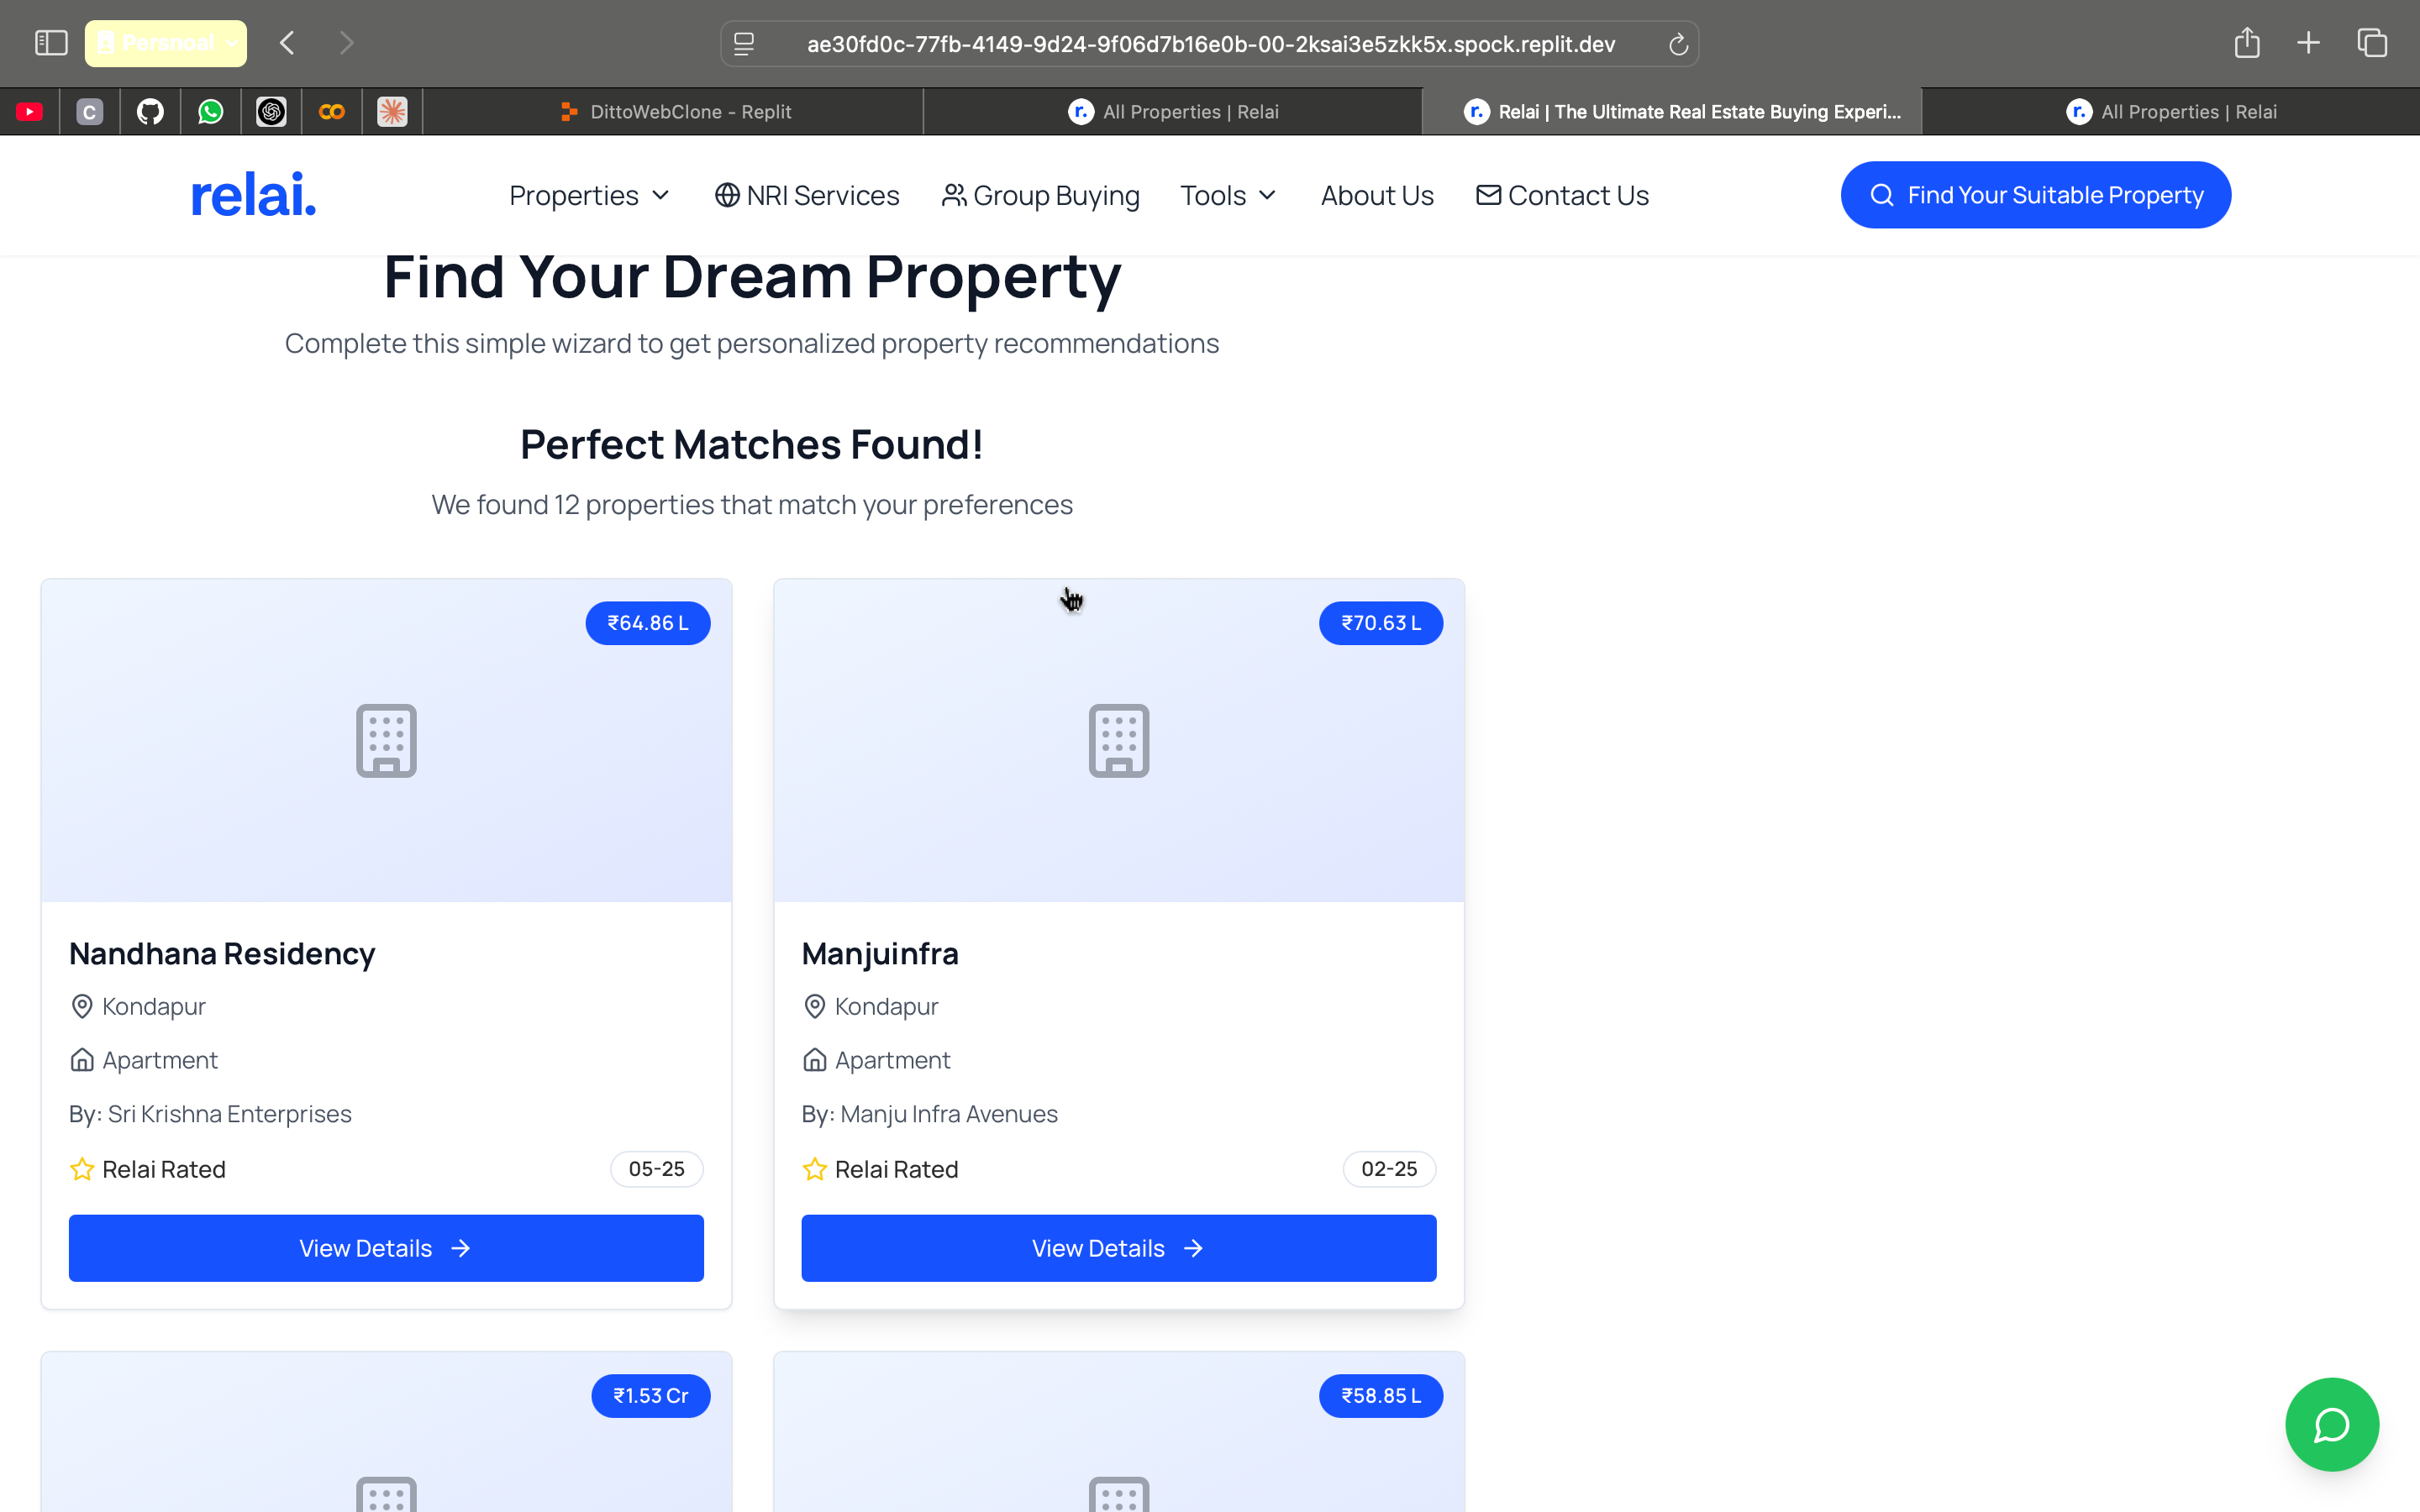 Persnoal
ae30fd0c-77fb-4149-9d24-9f06d7b16e0b-00-2ksai3e5zkk5x.spock.replit.dev
C
DittoWebClone - Replit
r. All Properties | Relai
r. Relai | The Ultimate Real Estate Buying Experi...
r. All Properties | Relai
relai.
Properties
NRI Services
Group Buying
Tools
About Us
Contact Us
Find Your Suitable Property
Find Your Dream Property
Complete this simple wizard to get personalized property recommendations
Perfect Matches Found!
We found 12 properties that match your preferences
₹64.86 L
Nandhana Residency
Kondapur
Apartment
By: Sri Krishna Enterprises
Relai Rated
05-25
View Details
₹70.63 L
Manjuinfra
Kondapur
Apartment
By: Manju Infra Avenues
Relai Rated
02-25
View Details
₹1.53 Cr
₹58.85 L